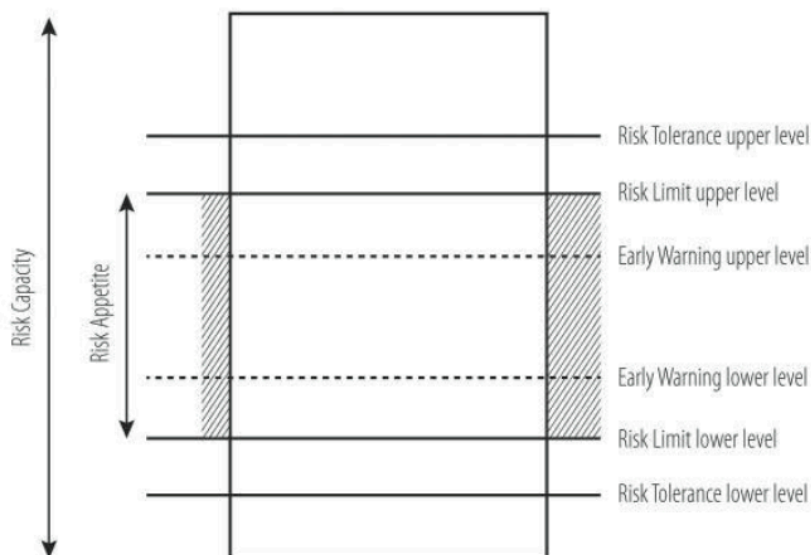 Risk Tolerance upper level
Risk Limit upper level
Early Warning upper level
Risk Capacity
Risk Appetite
Early Warning lower level
Risk Limit lower level
Risk Tolerance lower level